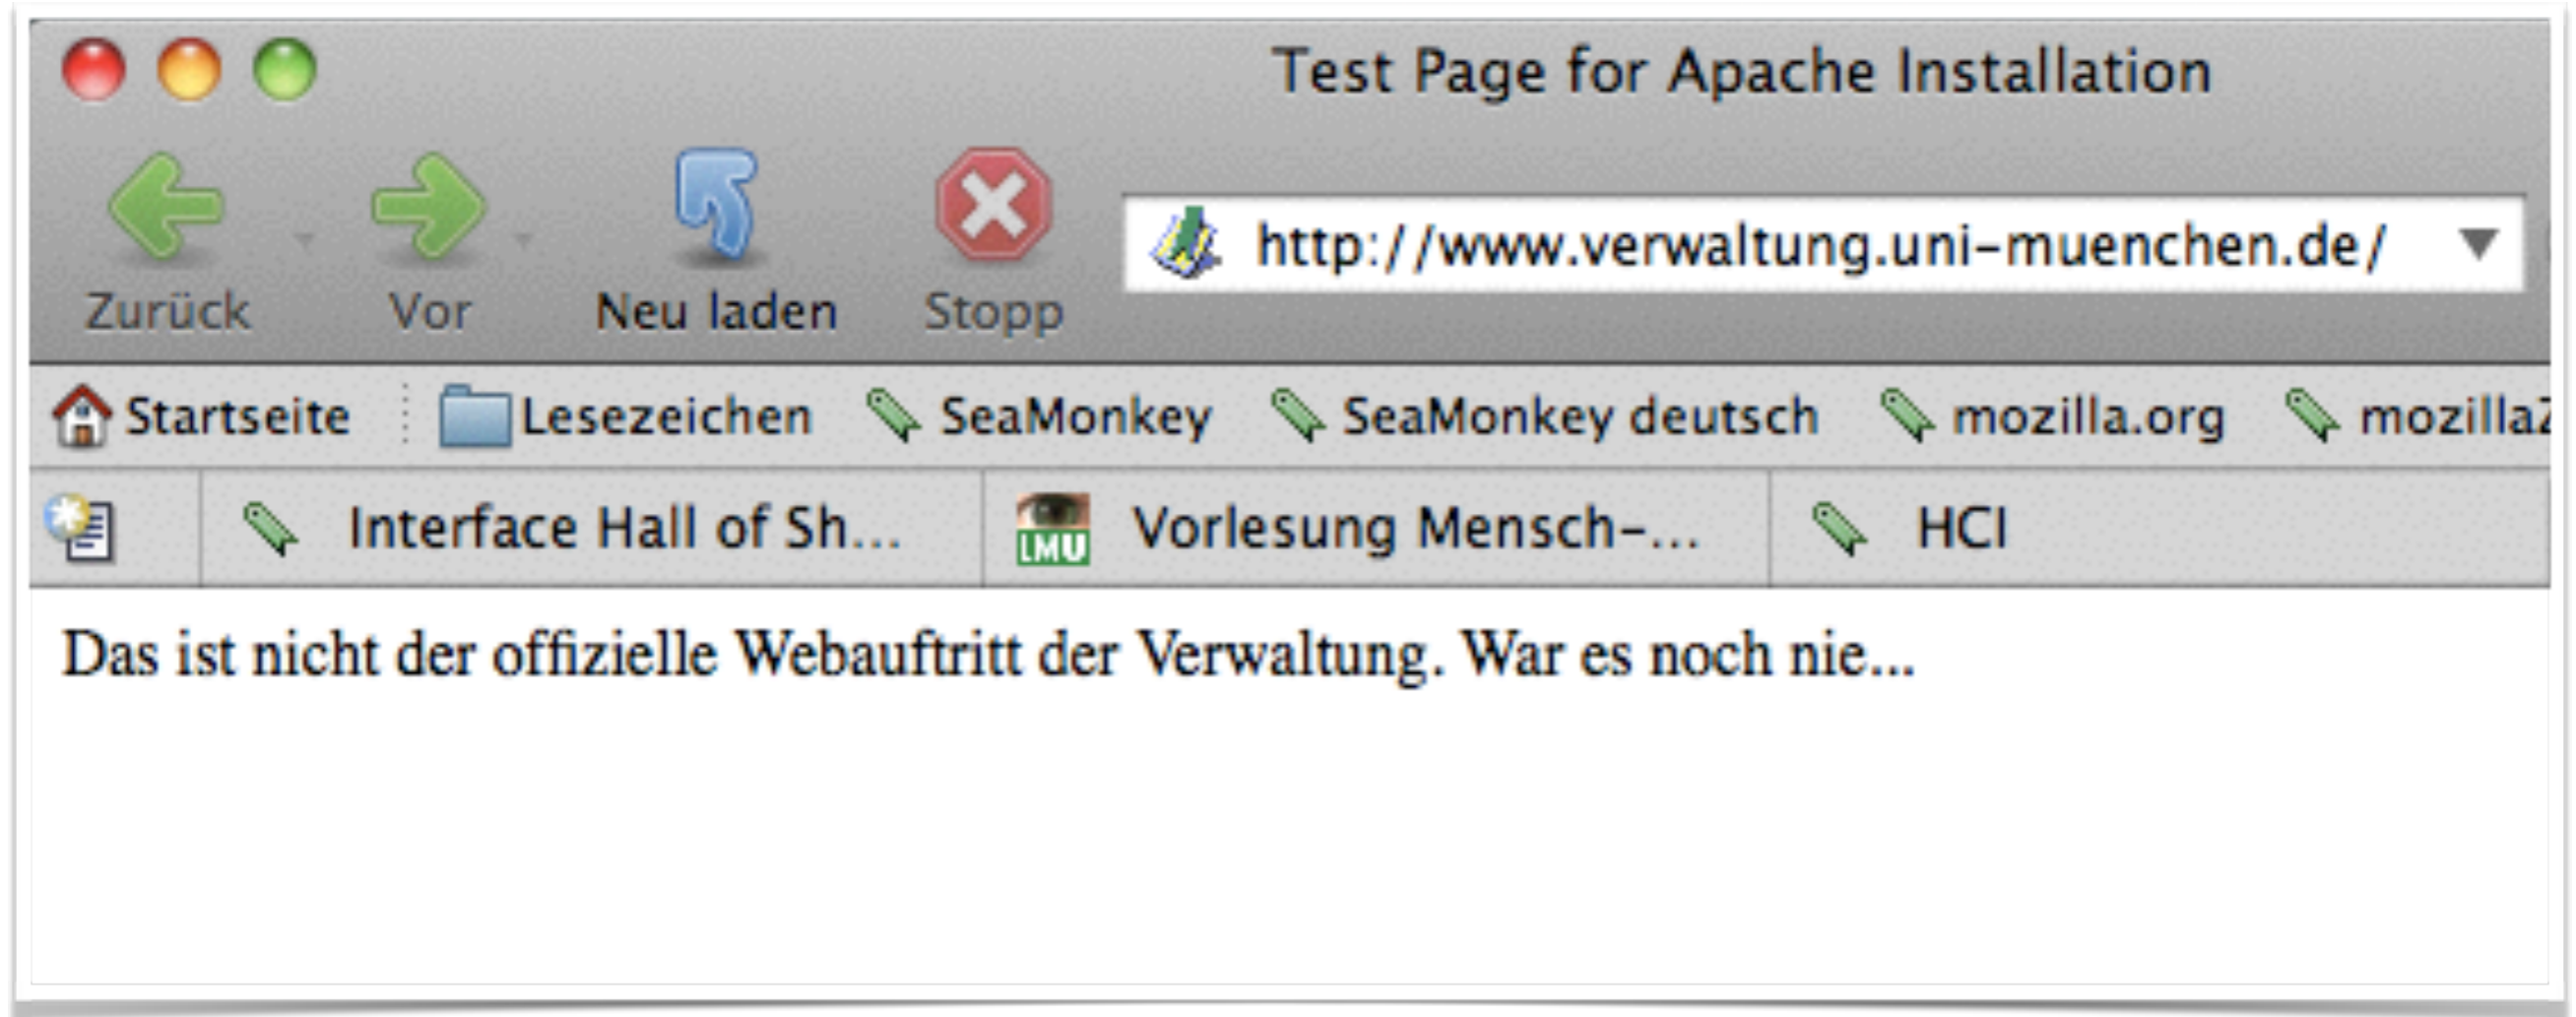 Test Page for Apache Installation
http://www.verwaltung.uni-muenchen.de/
Zurück Vor Neu laden Stopp
Startseite Lesezeichen SeaMonkey SeaMonkey deutsch mozilla.org mozillaZ
Interface Hall of Sh... LMU Vorlesung Mensch-... HCI
Das ist nicht der offizielle Webauftritt der Verwaltung. War es noch nie...